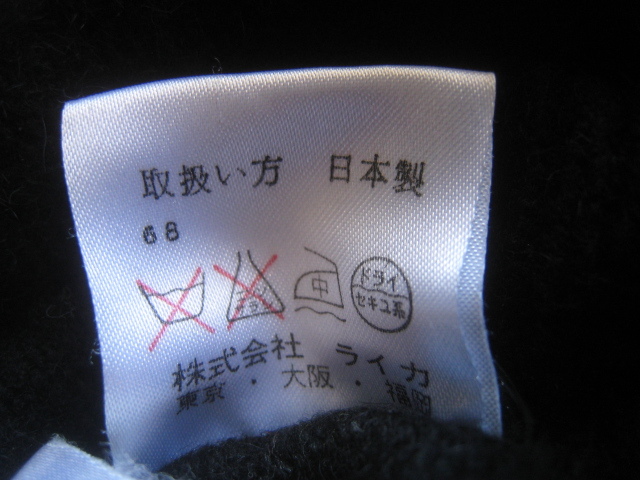 取扱い方　日本製
68
中 ドライ
セキユ系
株式会社　ライカ
東京・大阪・福岡